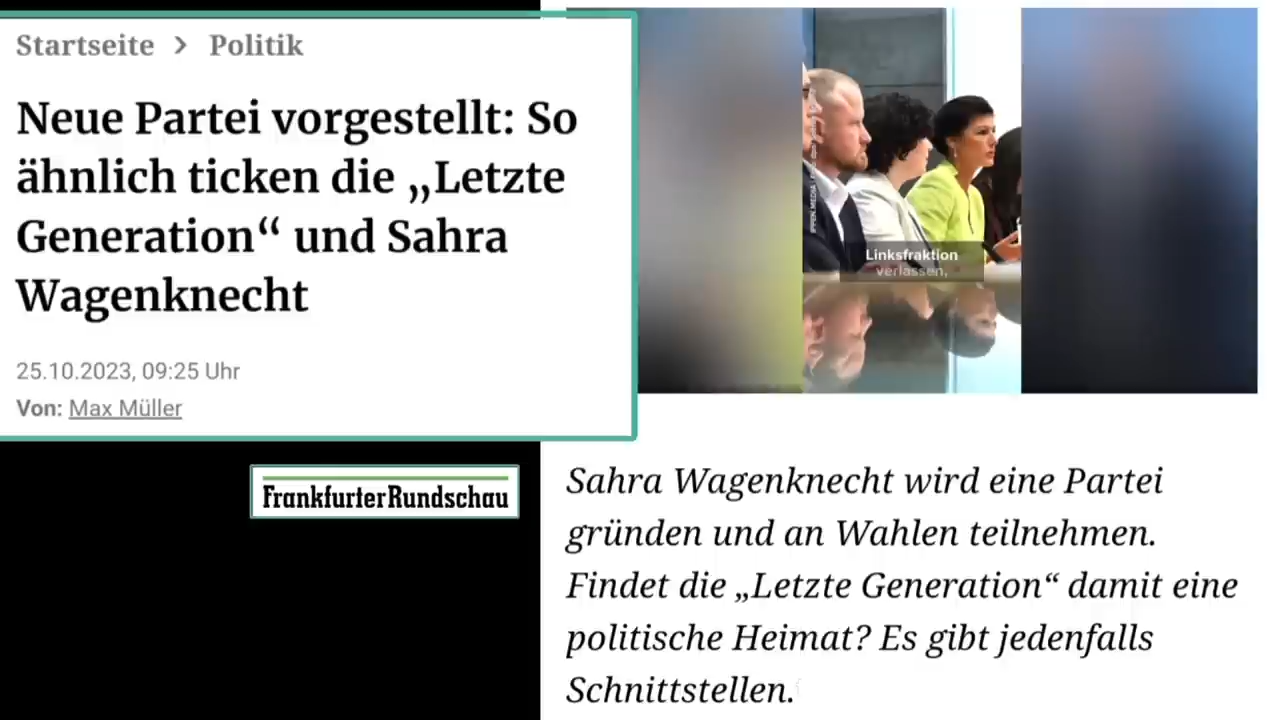 Startseite > Politik
Neue Partei vorgestellt: So
ähnlich ticken die „Letzte
Generation“ und Sahra
Wagenknecht
25.10.2023, 09:25 Uhr
Von: Max Müller
FrankfurterRundschau
Linksfraktion
verlassen,
Sahra Wagenknecht wird eine Partei
gründen und an Wahlen teilnehmen.
Findet die „Letzte Generation“ damit eine
politische Heimat? Es gibt jedenfalls
Schnittstellen.